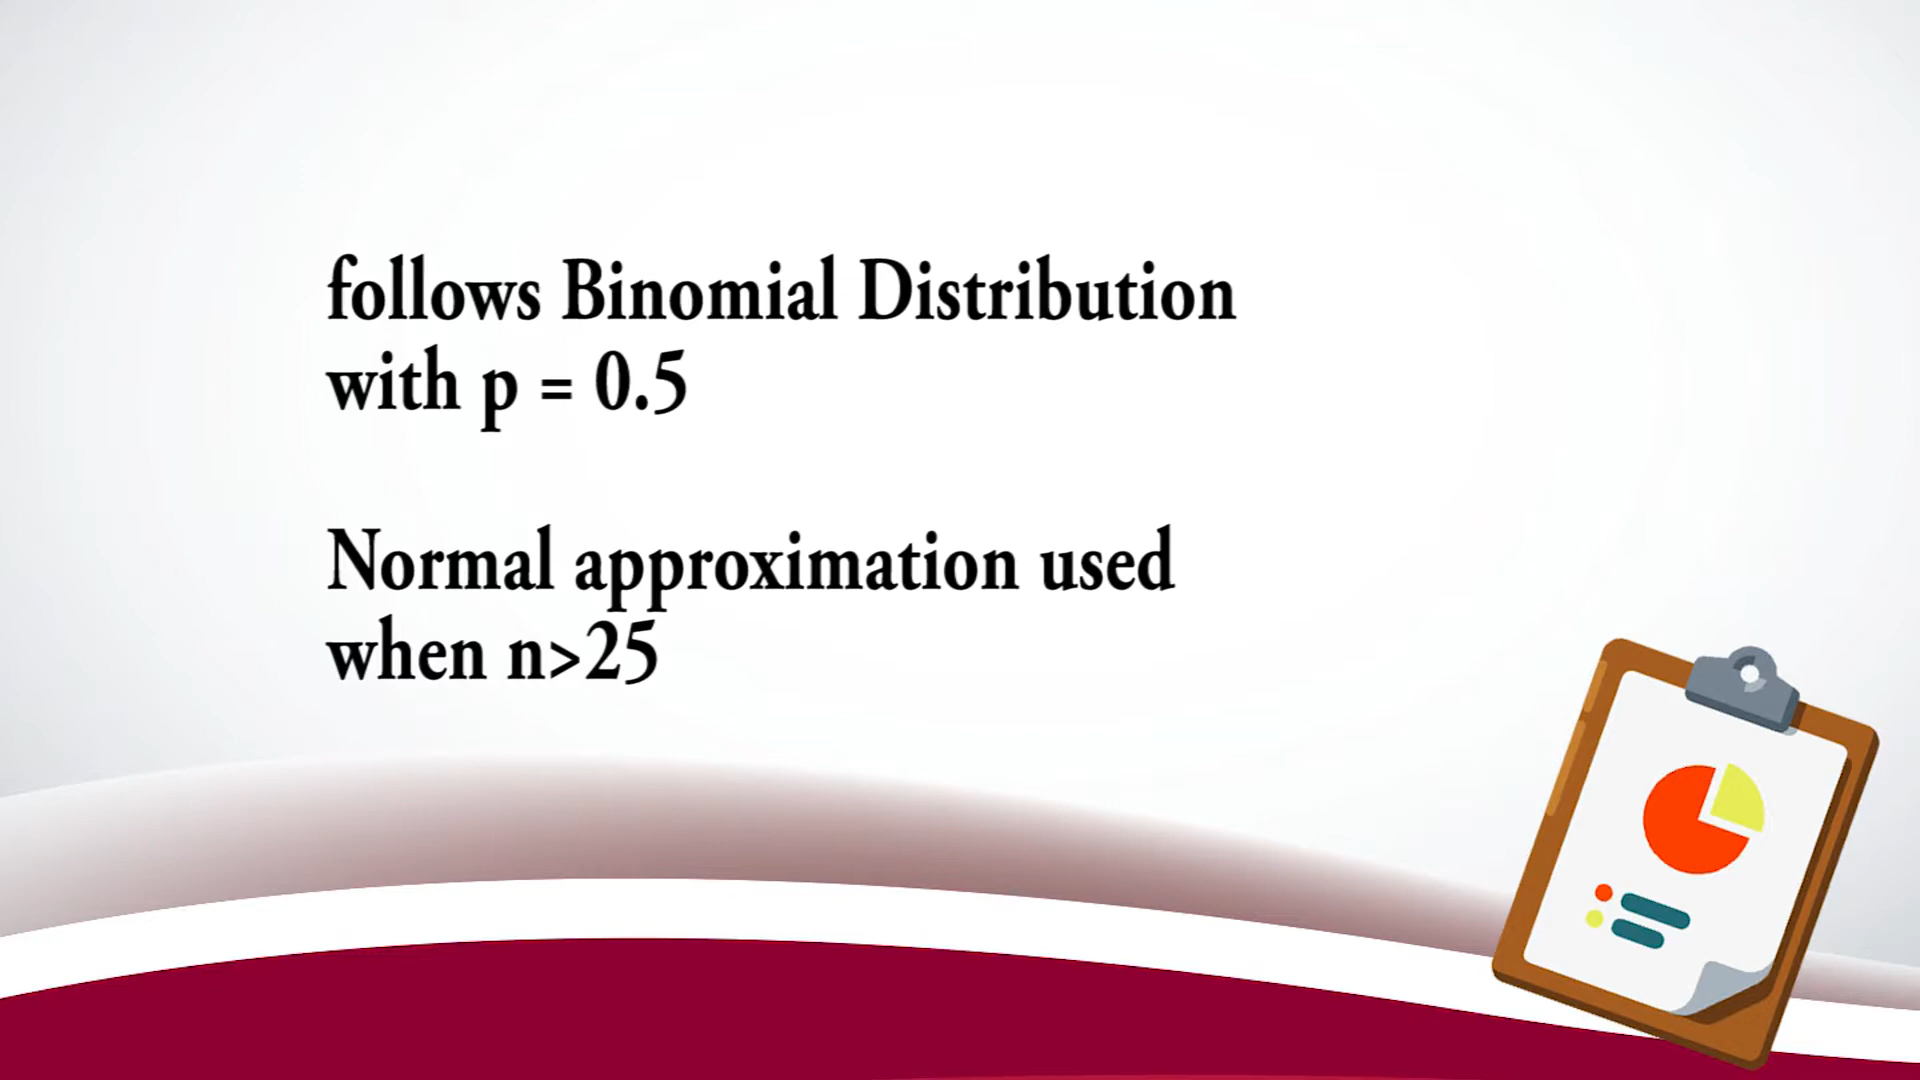 follows Binomial Distribution
with p = 0.5
Normal approximation used
when n>25